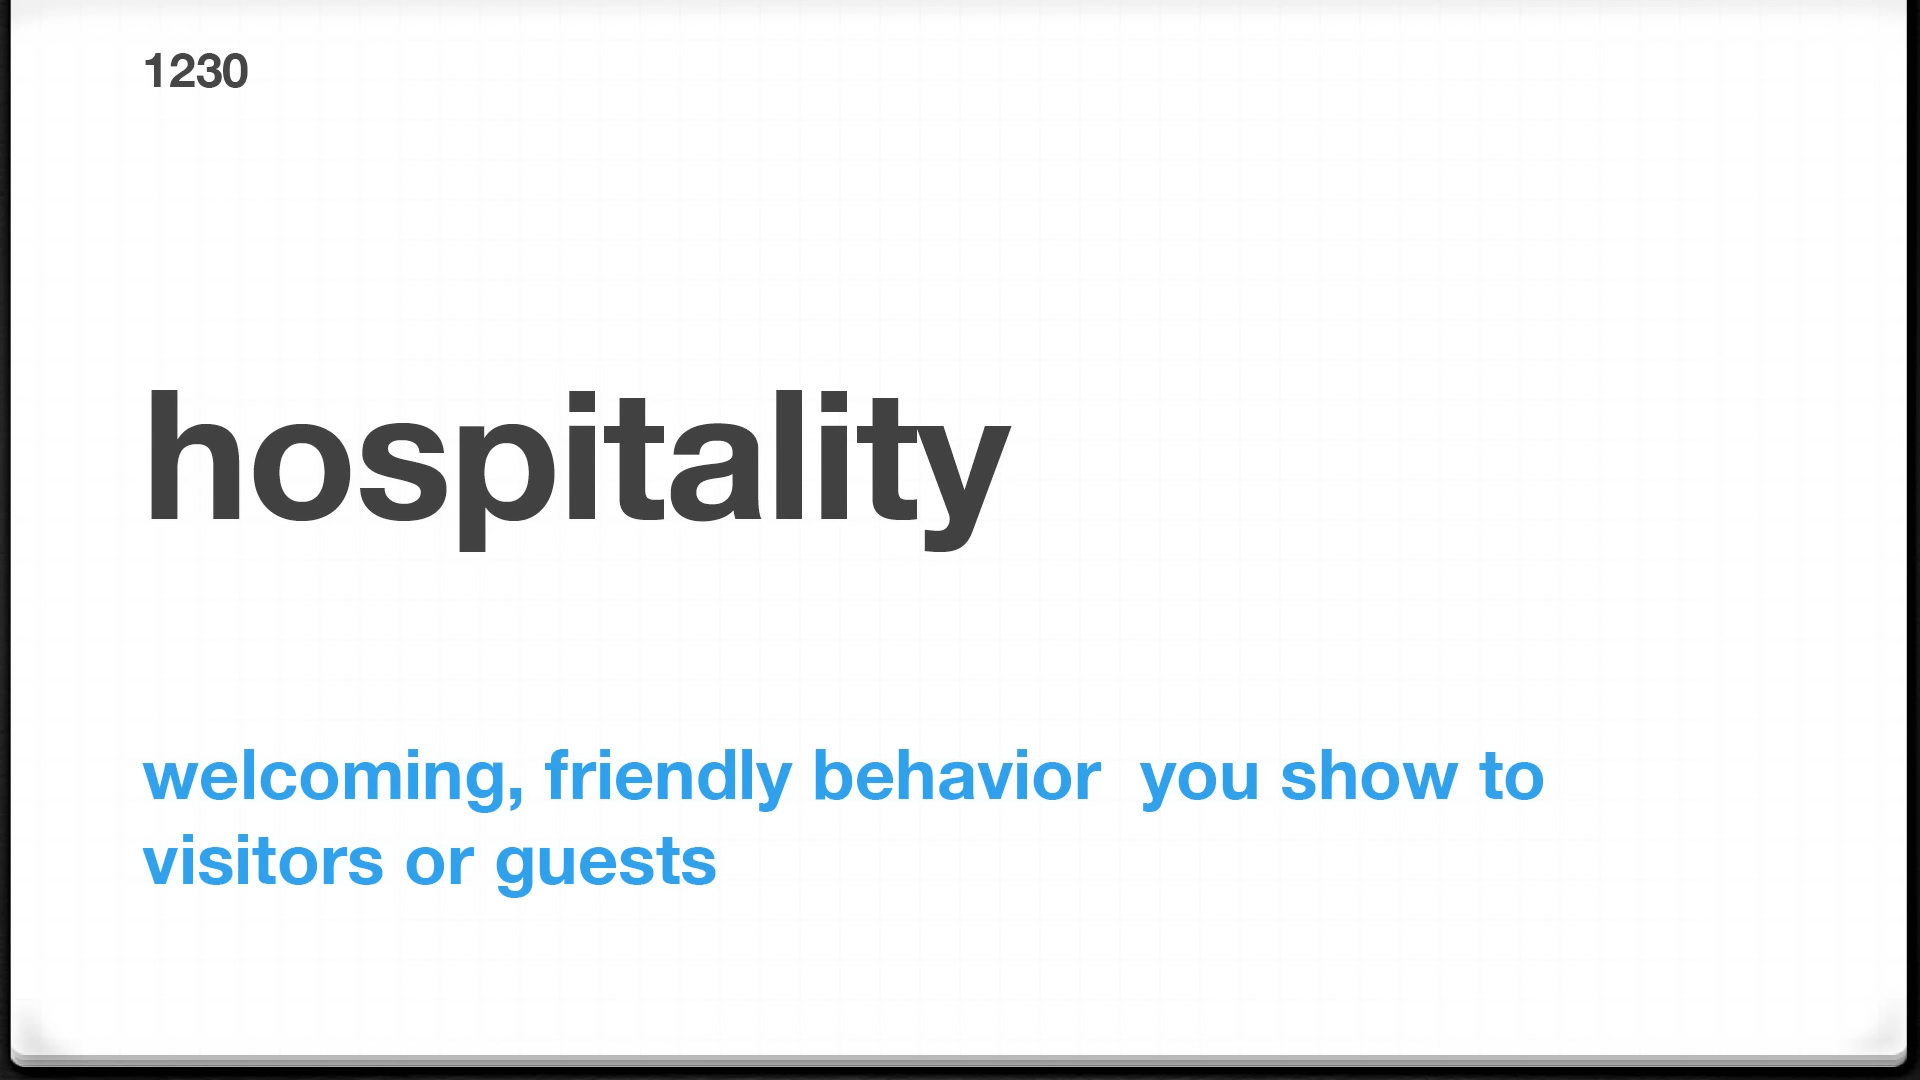 1230
hospitality
welcoming, friendly behavior  you show to
visitors or guests